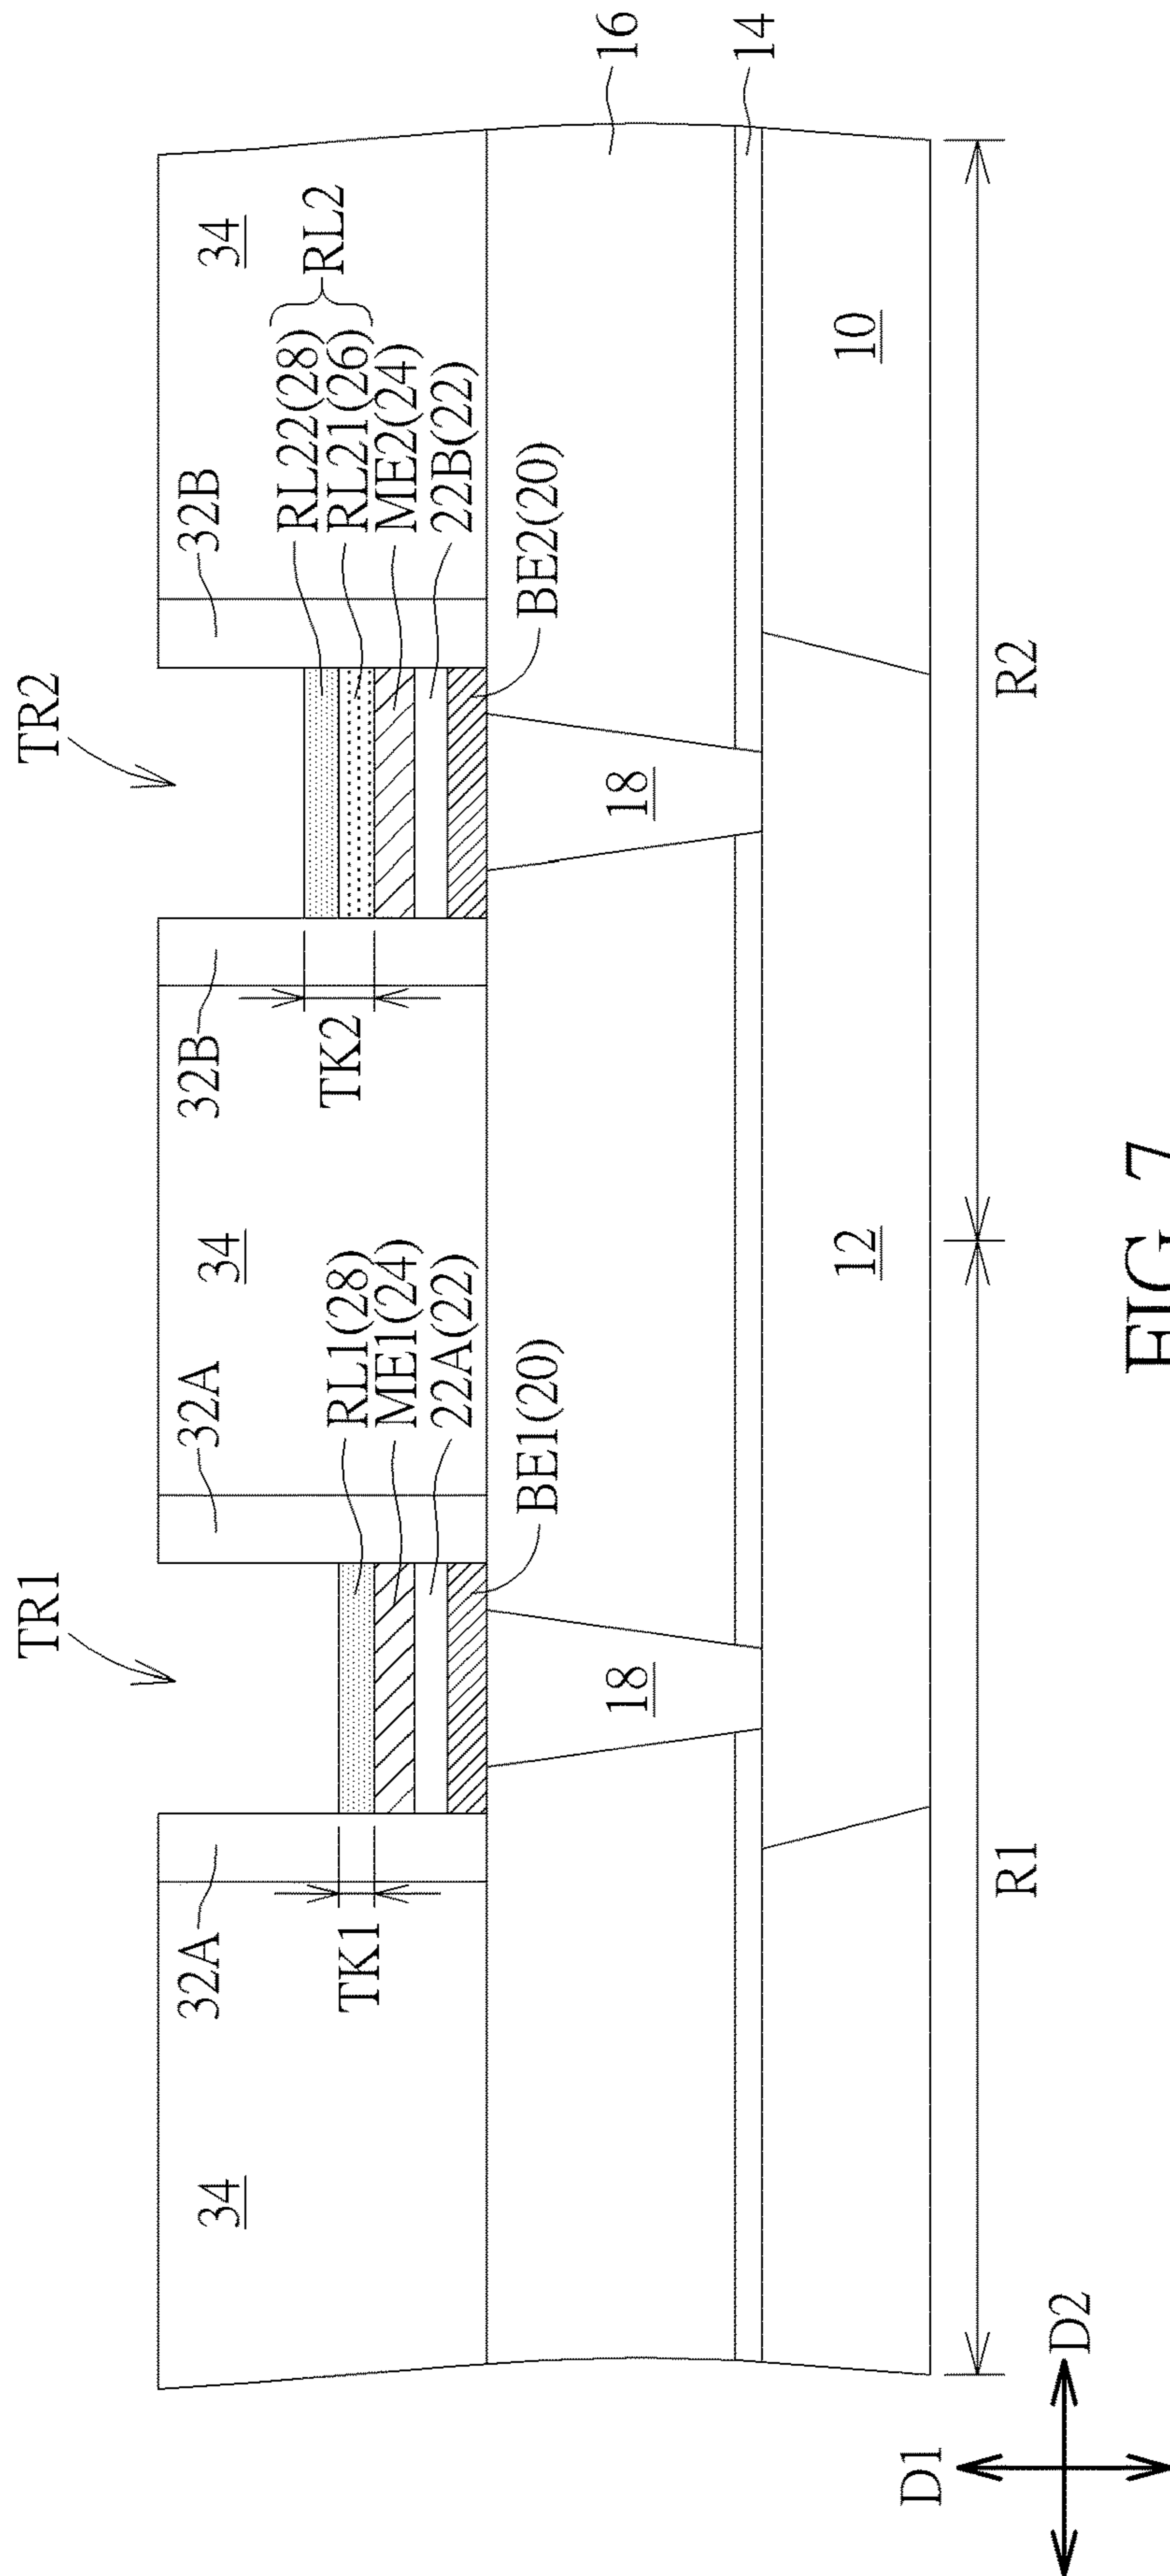 TR1
TR2
32A
32A
32B
32B
34
34
34
RL22(28)
RL21(26)
RL2
RL1(28)
ME1(24)
22A(22)
ME2(24)
22B(22)
TK1
TK2
BE1(20)
BE2(20)
16
18
18
14
12
10
R1
R2
D1
D2
FIG. 7